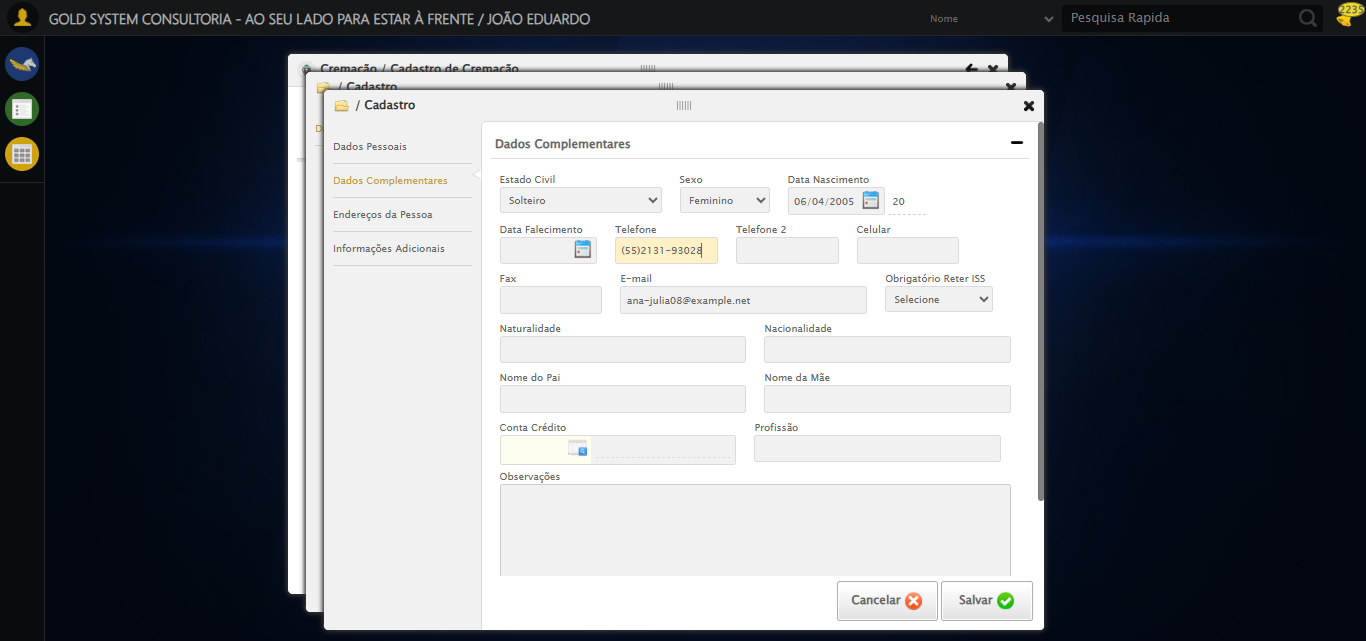 GOLD SYSTEM CONSULTORIA - AO SEU LADO PARA ESTAR À FRENTE / JOÃO EDUARDO
Nome
Pesquisa Rapida
2235
Cremação / Cadastro de Cremação
/ Cadastro
/ Cadastro
D
Dados Pessoais
Dados Complementares
Endereços da Pessoa
Informações Adicionais
Dados Complementares
Estado Civil Sexo Data Nascimento
Solteiro Feminino 06/04/2005 20
Data Falecimento Telefone Telefone 2 Celular
(55)2131-93028
Fax E-mail Obrigatório Reter ISS
ana-julia08@example.net Selecione
Naturalidade Nacionalidade
Nome do Pai Nome da Mãe
Conta Crédito Profissão
Observações
Cancelar Salvar